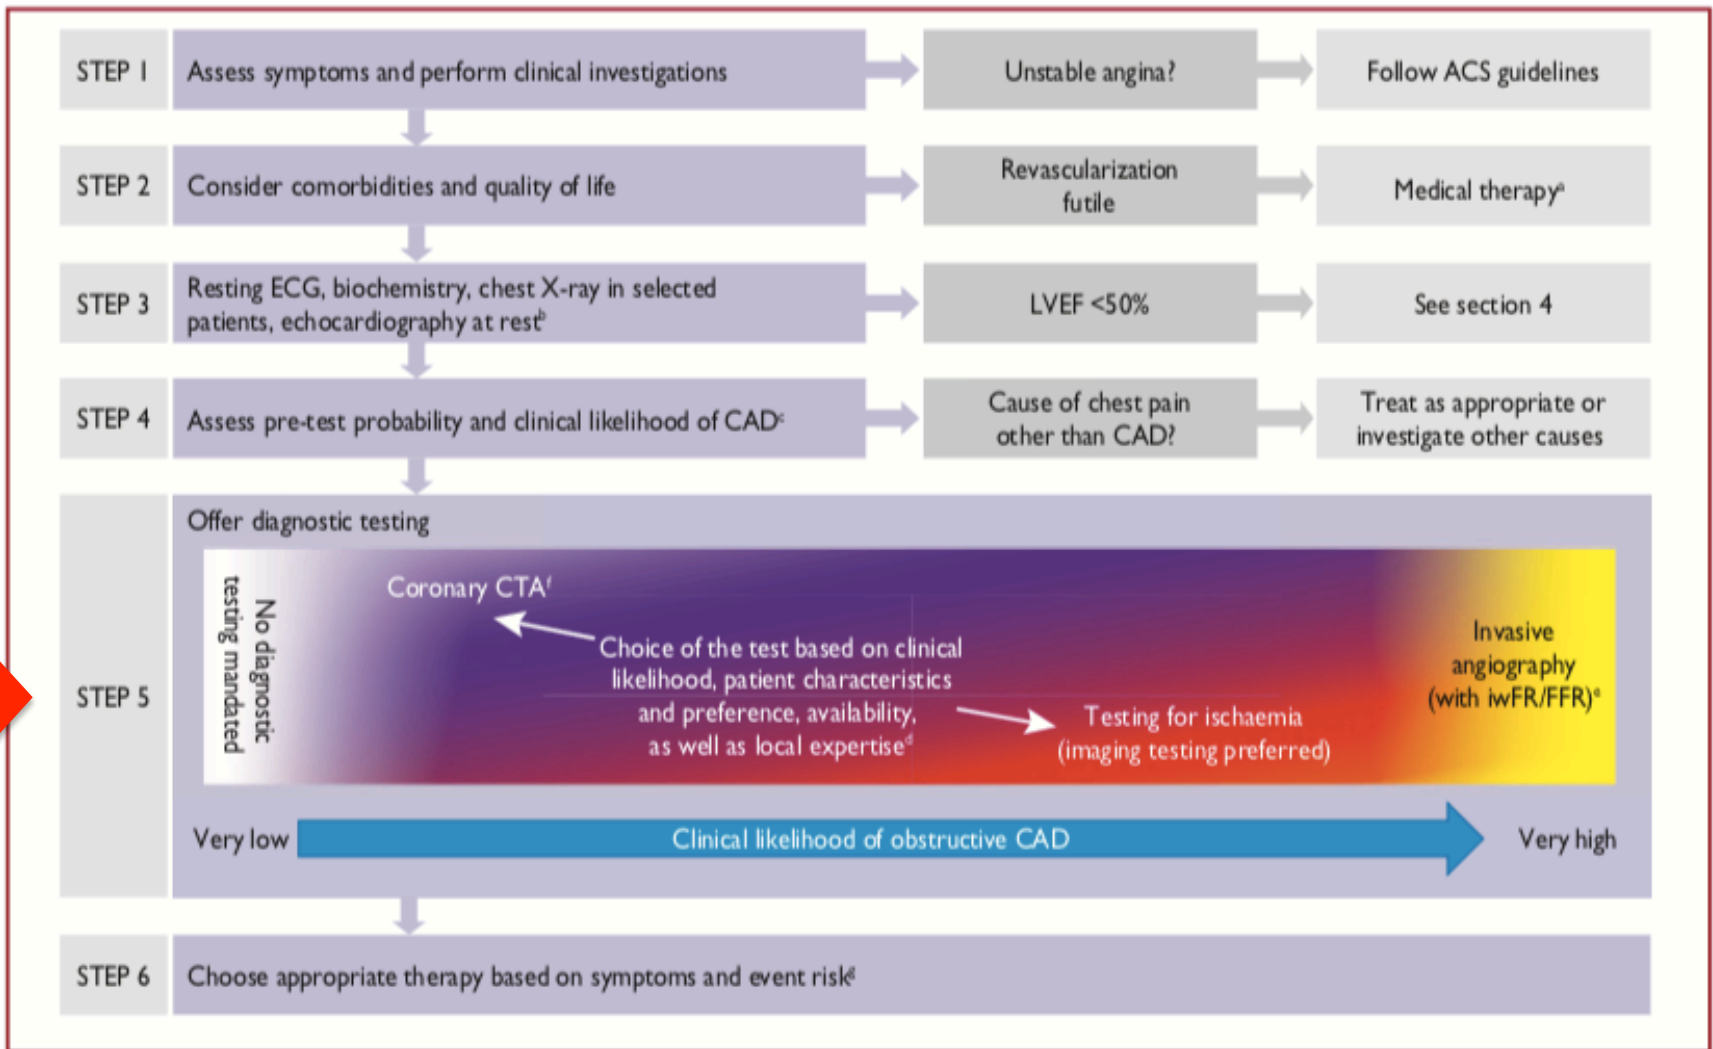 STEP 1
Assess symptoms and perform clinical investigations
Unstable angina?
Follow ACS guidelines
STEP 2
Consider comorbidities and quality of life
Revascularization
futile
Medical therapyᵃ
STEP 3
Resting ECG, biochemistry, chest X-ray in selected
patients, echocardiography at restᵇ
LVEF <50%
See section 4
STEP 4
Assess pre-test probability and clinical likelihood of CADᶜ
Cause of chest pain
other than CAD?
Treat as appropriate or
investigate other causes
STEP 5
Offer diagnostic testing
No diagnostic
testing mandated
Coronary CTAᶠ
Choice of the test based on clinical
likelihood, patient characteristics
and preference, availability,
as well as local expertiseᵈ
Testing for ischaemia
(imaging testing preferred)
Invasive
angiography
(with iwFR/FFR)ᵉ
Very low
Clinical likelihood of obstructive CAD
Very high
STEP 6
Choose appropriate therapy based on symptoms and event riskᵍ